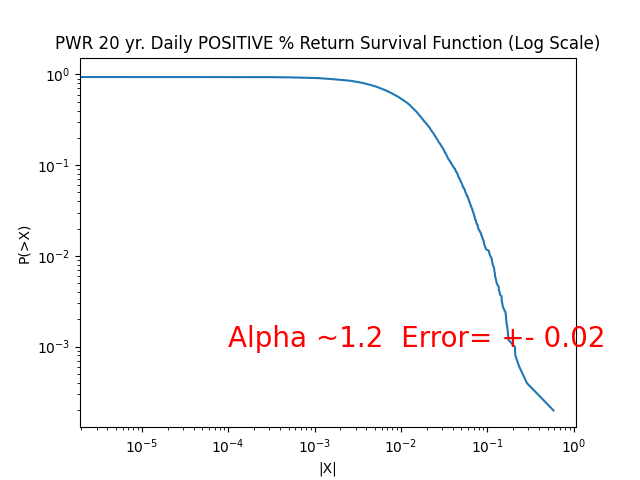 PWR 20 yr. Daily POSITIVE % Return Survival Function (Log Scale)
P(>X)
10⁰
10⁻¹
10⁻²
10⁻³
Alpha ~1.2  Error= +- 0.02
10⁻⁵ 10⁻⁴ 10⁻³ 10⁻² 10⁻¹ 10⁰
|X|